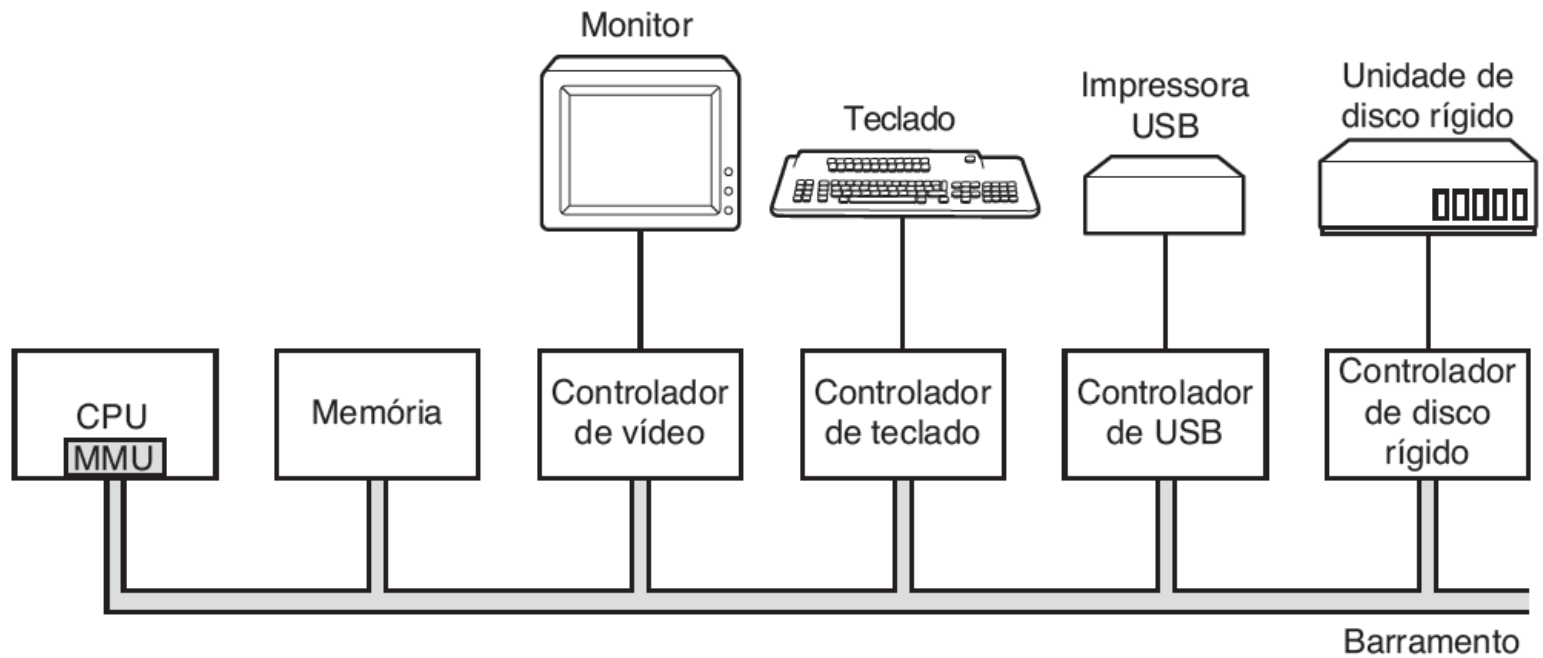 Monitor
Teclado
Impressora
USB
Unidade de
disco rígido
CPU
MMU
Memória
Controlador
de vídeo
Controlador
de teclado
Controlador
de USB
Controlador
de disco
rígido
Barramento